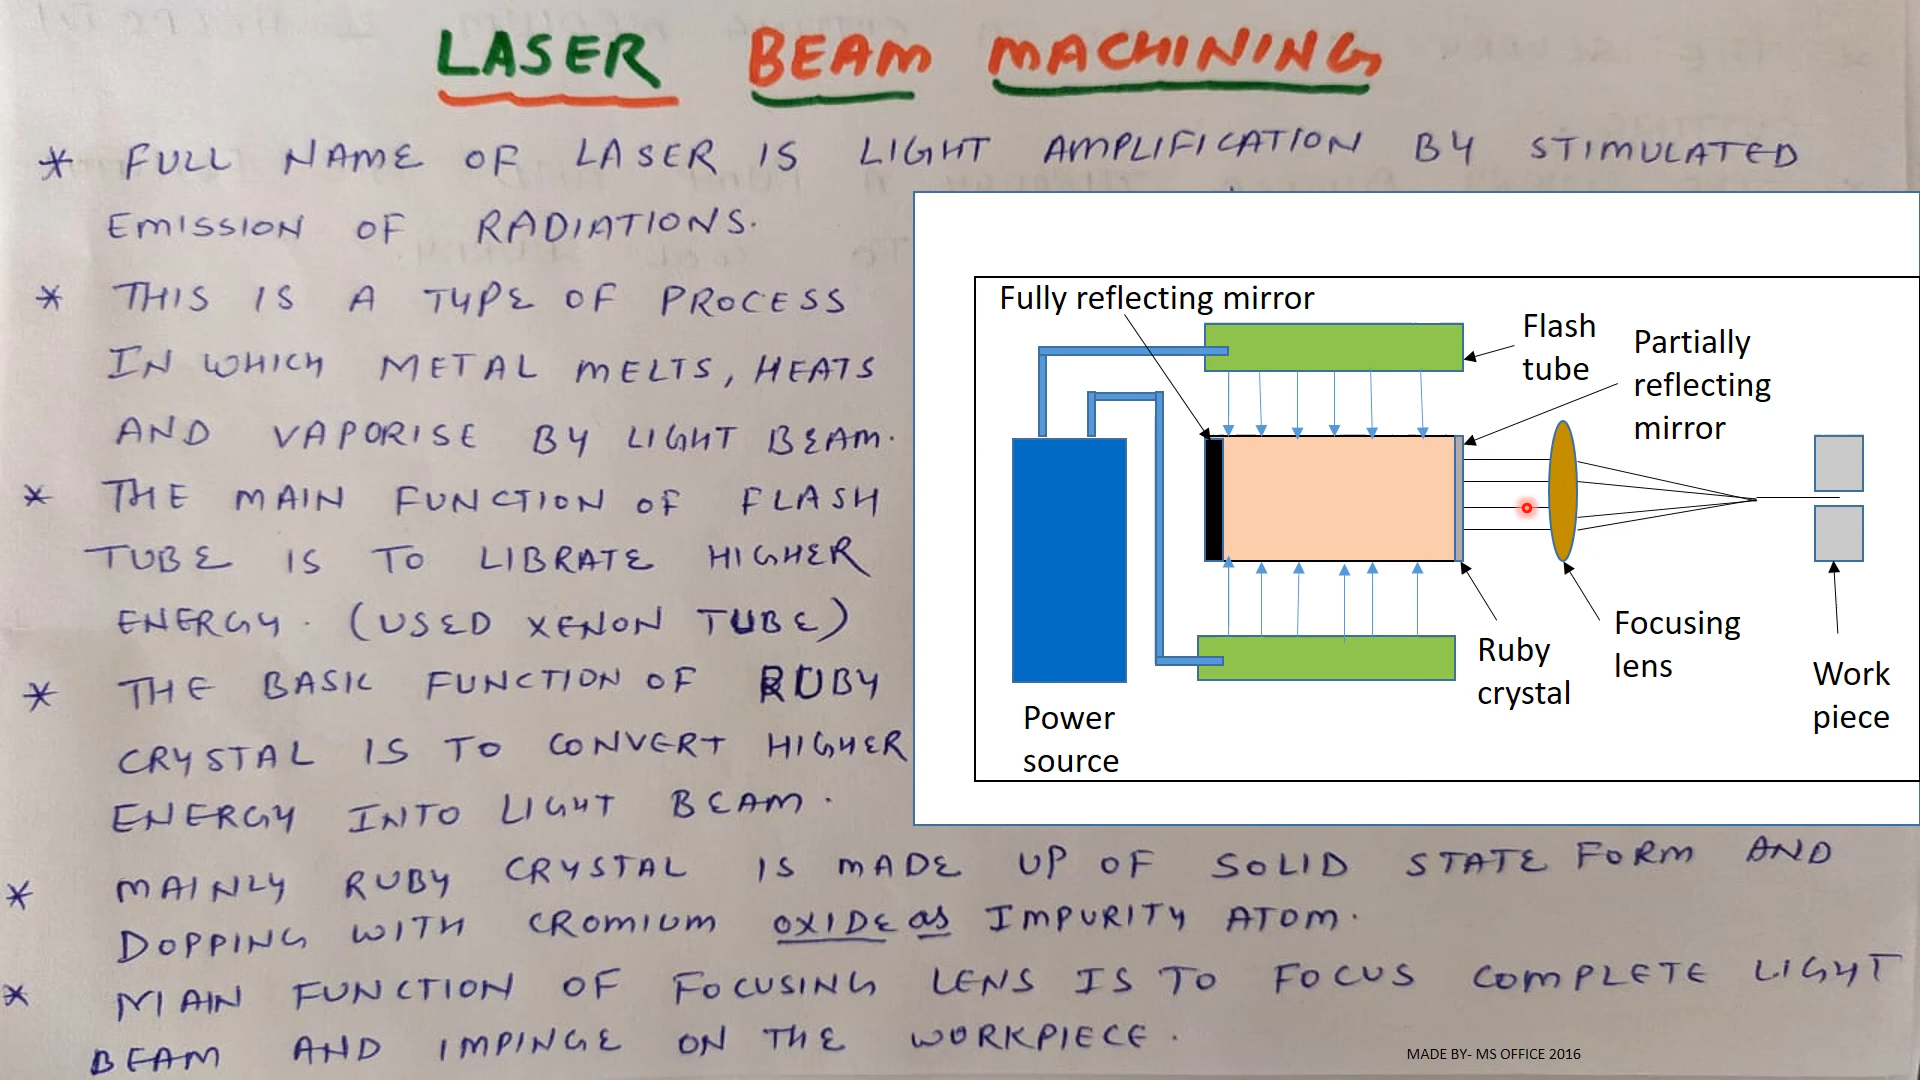 LASER BEAM MACHINING
* FULL NAME OF LASER IS LIGHT AMPLIFICATION BY STIMULATED
EMISSION OF RADIATIONS.
* THIS IS A TYPE OF PROCESS
IN WHICH METAL MELTS, HEATS
AND VAPORISE BY LIGHT BEAM.
* THE MAIN FUNCTION OF FLASH
TUBE IS TO LIBRATE HIGHER
ENERGY. (USED XENON TUBE)
* THE BASIC FUNCTION OF RUBY
CRYSTAL IS TO CONVERT HIGHER
ENERGY INTO LIGHT BEAM.
* MAINLY RUBY CRYSTAL IS MADE UP OF SOLID STATE FORM AND
DOPPING WITH CROMIUM OXIDE as IMPURITY ATOM.
* MAIN FUNCTION OF FOCUSING LENS IS TO FOCUS COMPLETE LIGHT
BEAM AND IMPINGE ON THE WORKPIECE.
Fully reflecting mirror
Flash
tube
Partially
reflecting
mirror
Focusing
lens
Ruby
crystal
Work
piece
Power
source
MADE BY- MS OFFICE 2016